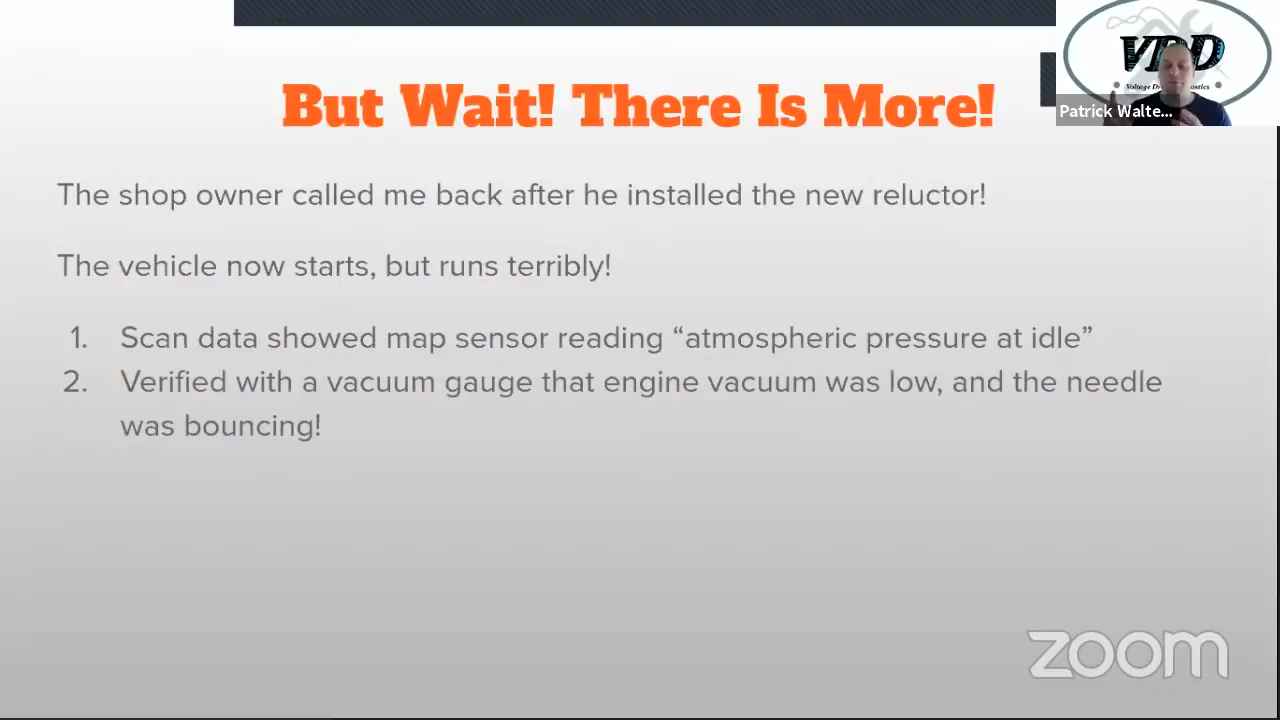 But Wait! There Is More!
The shop owner called me back after he installed the new reluctor!
The vehicle now starts, but runs terribly!
1. Scan data showed map sensor reading “atmospheric pressure at idle”
2. Verified with a vacuum gauge that engine vacuum was low, and the needle
was bouncing!
Patrick Walte...
zoom